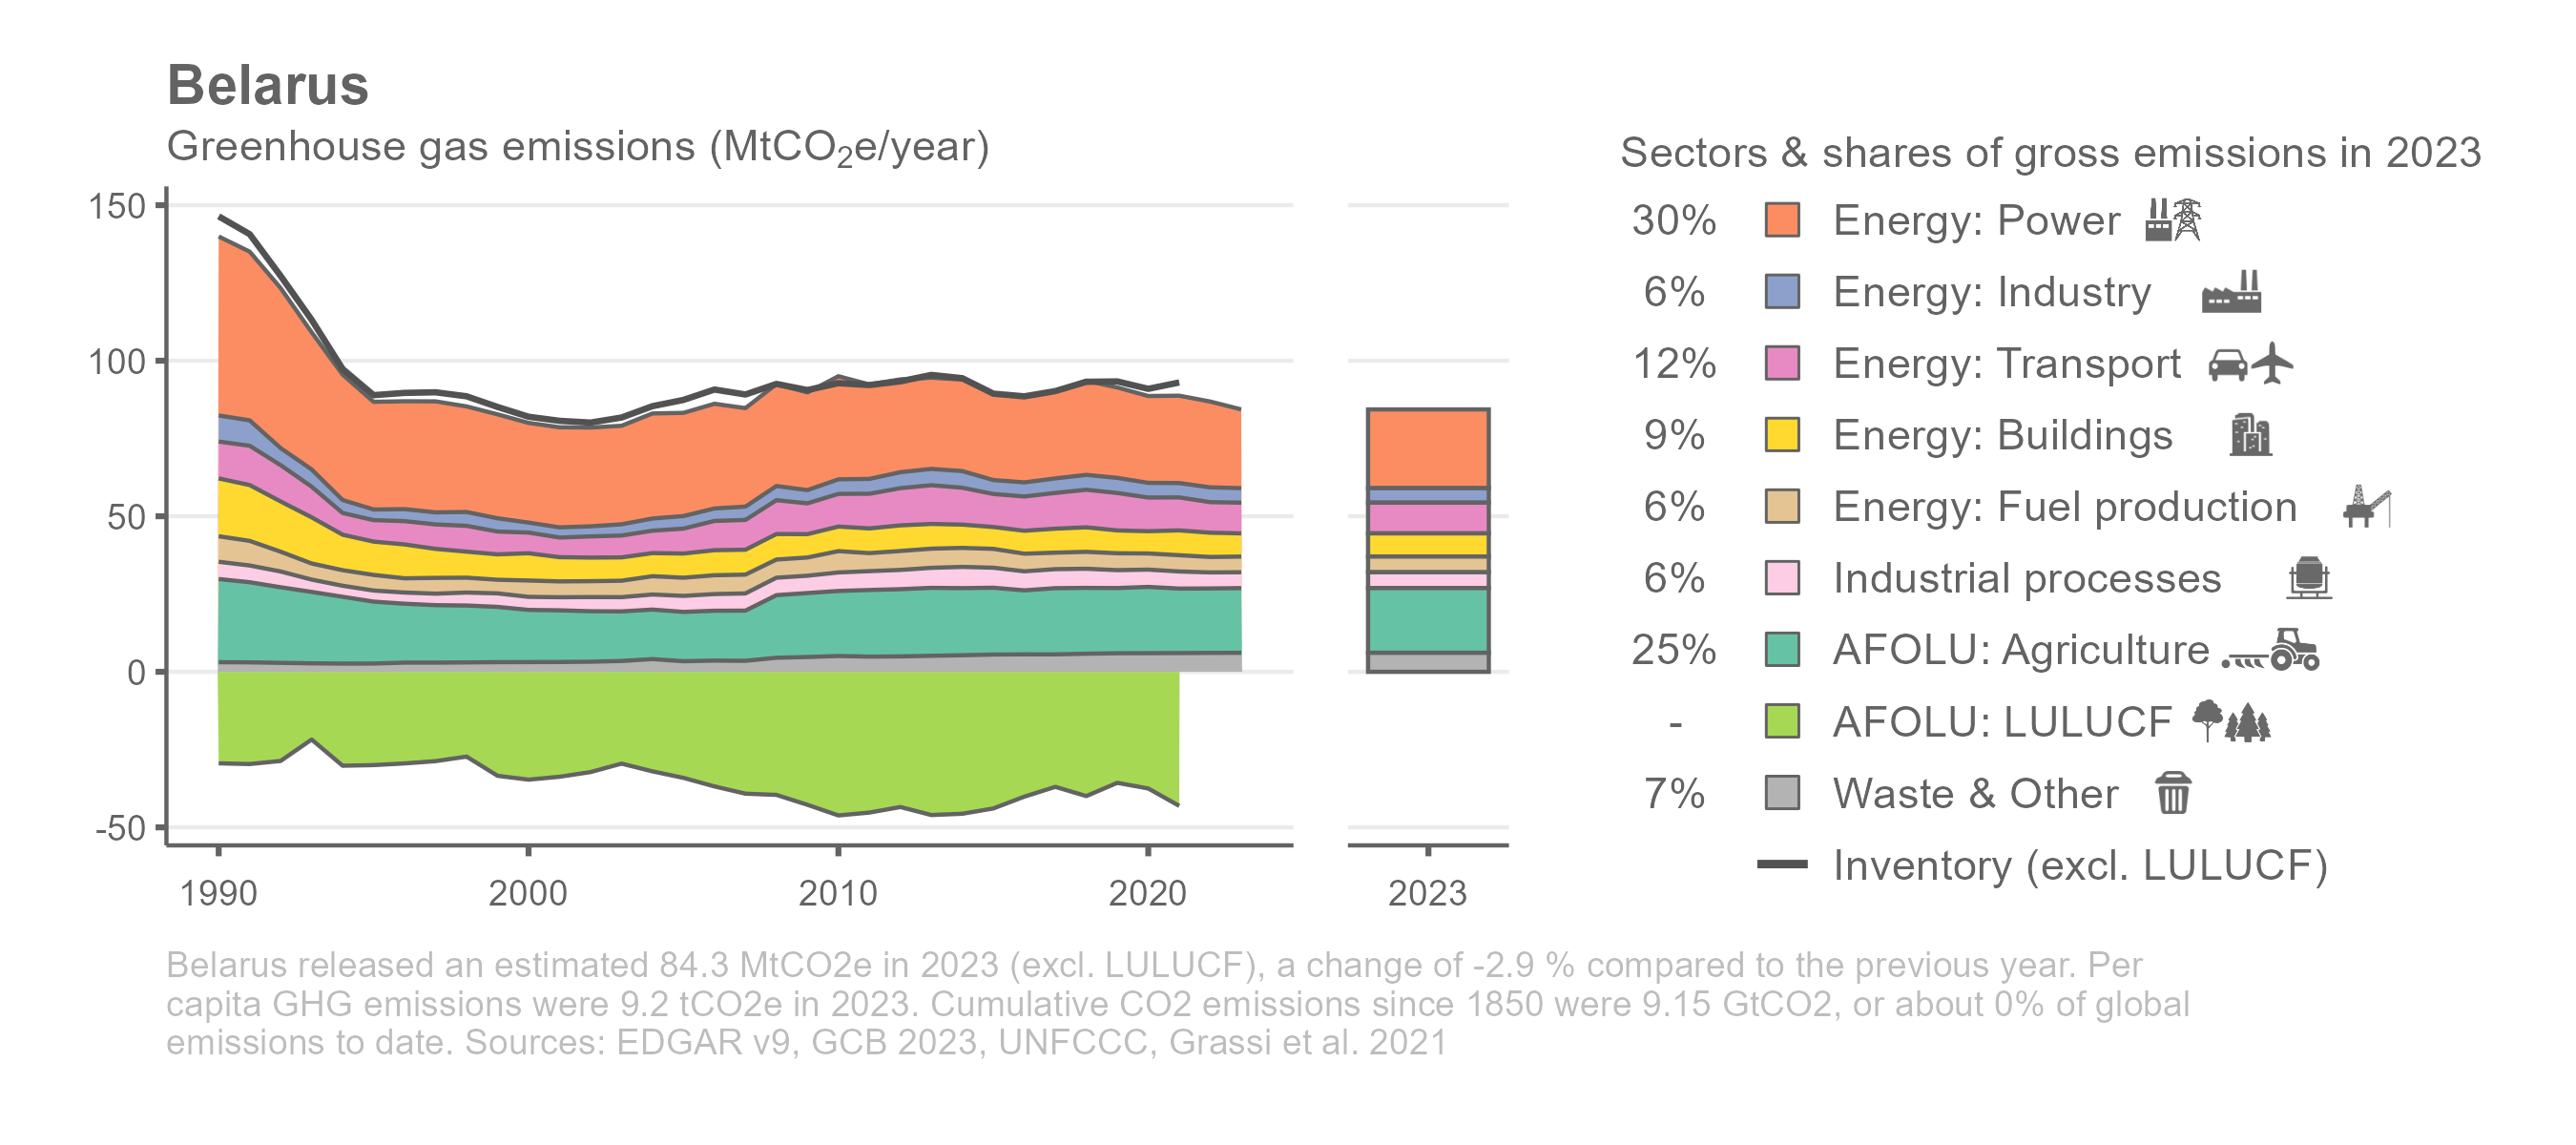 Belarus
Greenhouse gas emissions (MtCO₂e/year)
150
100
50
0
-50
1990
2000
2010
2020
2023
Sectors & shares of gross emissions in 2023
30% Energy: Power
6% Energy: Industry
12% Energy: Transport
9% Energy: Buildings
6% Energy: Fuel production
6% Industrial processes
25% AFOLU: Agriculture
- AFOLU: LULUCF
7% Waste & Other
Inventory (excl. LULUCF)
Belarus released an estimated 84.3 MtCO2e in 2023 (excl. LULUCF), a change of -2.9 % compared to the previous year. Per
capita GHG emissions were 9.2 tCO2e in 2023. Cumulative CO2 emissions since 1850 were 9.15 GtCO2, or about 0% of global
emissions to date. Sources: EDGAR v9, GCB 2023, UNFCCC, Grassi et al. 2021